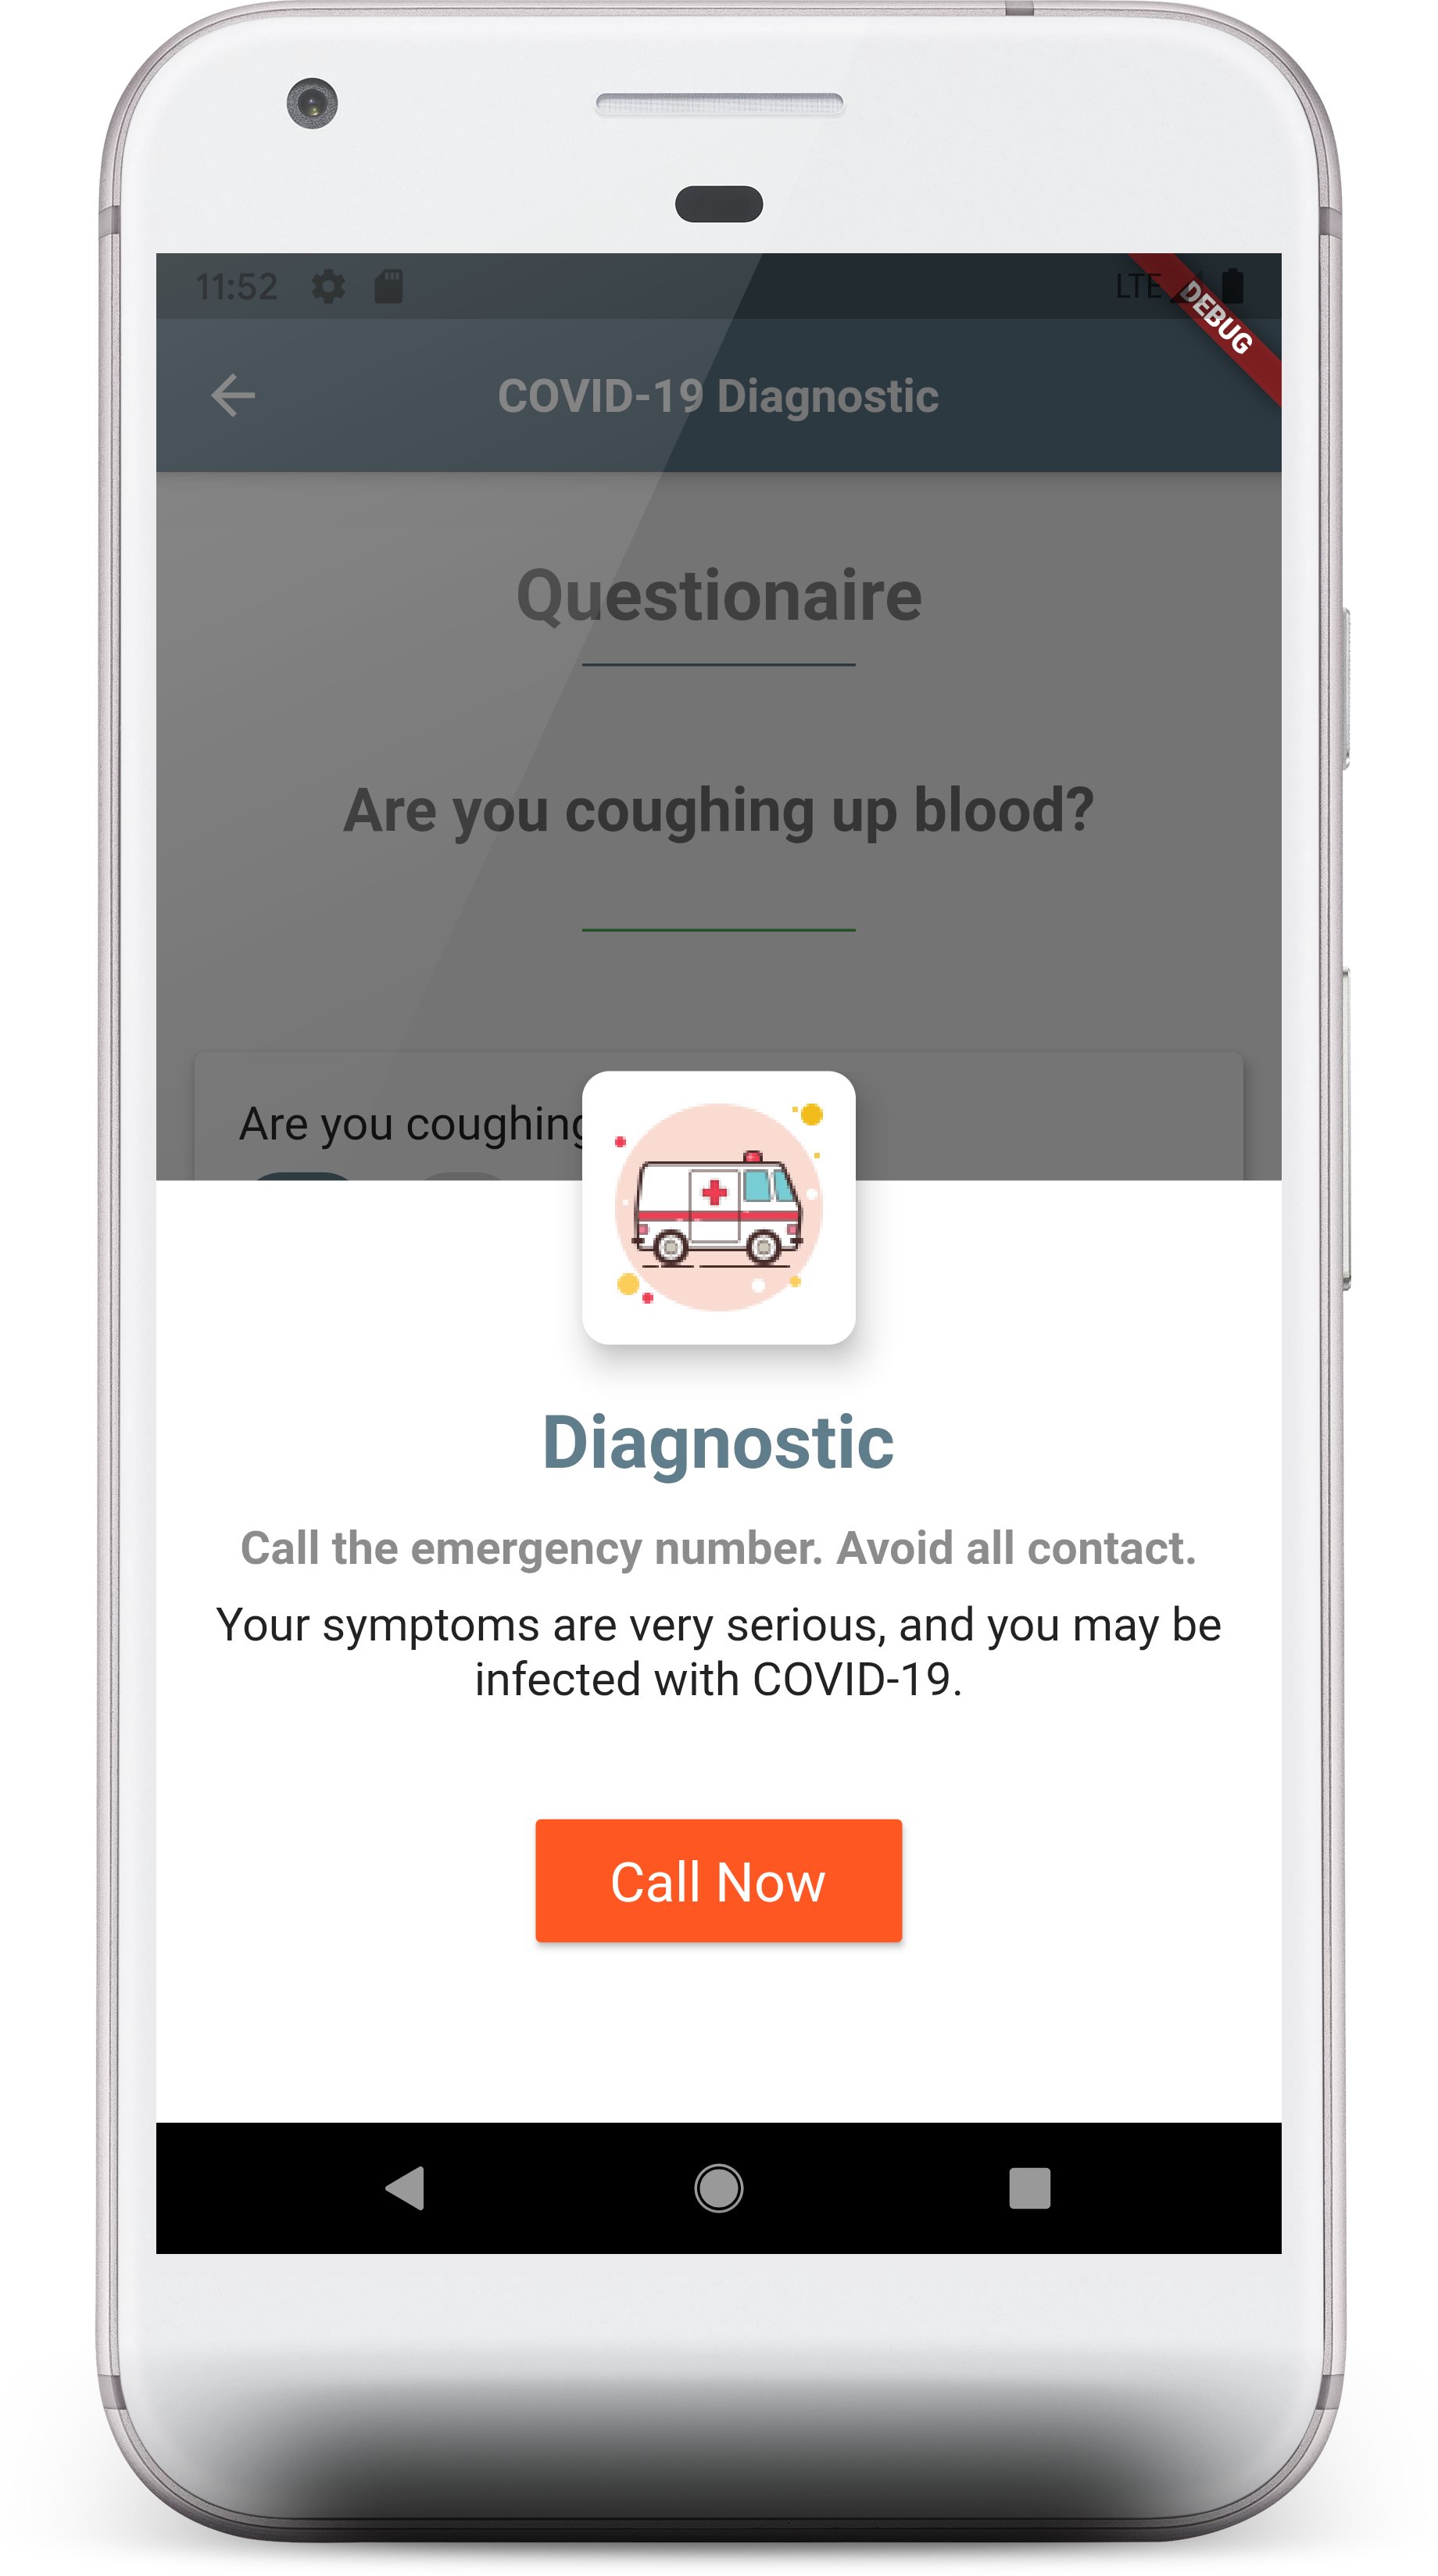 11:52
LTE
DEBUG
COVID-19 Diagnostic
Questionaire
Are you coughing up blood?
Are you coughing
Diagnostic
Call the emergency number. Avoid all contact.
Your symptoms are very serious, and you may be
infected with COVID-19.
Call Now